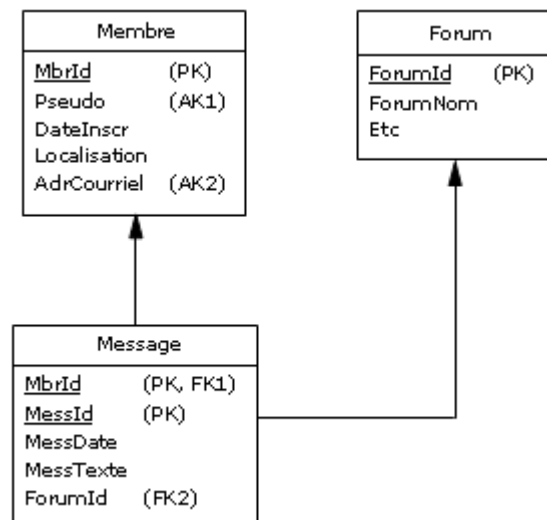 Membre
MbrId (PK)
Pseudo (AK1)
DateInscr
Localisation
AdrCourriel (AK2)
Forum
ForumId (PK)
ForumNom
Etc
Message
MbrId (PK, FK1)
MessId (PK)
MessDate
MessTexte
ForumId (FK2)